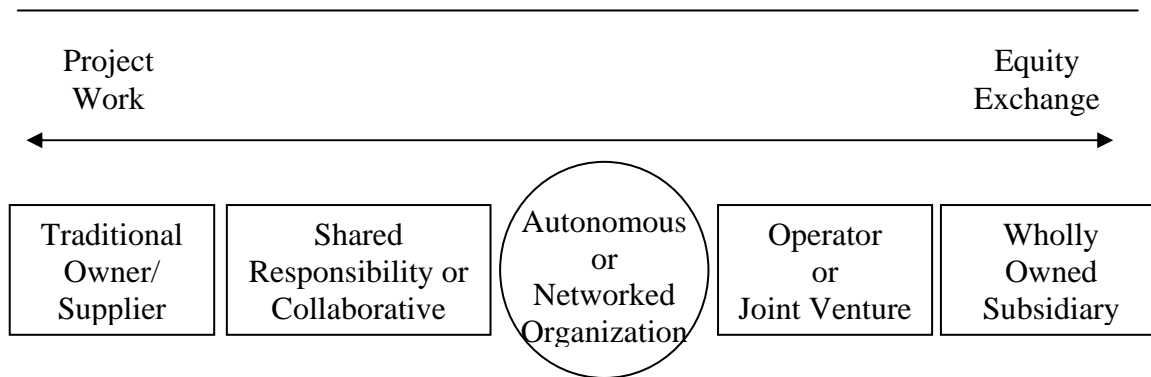 Project
Work
Equity
Exchange
Traditional
Owner/
Supplier
Shared
Responsibility or
Collaborative
Autonomous
or
Networked
Organization
Operator
or
Joint Venture
Wholly
Owned
Subsidiary